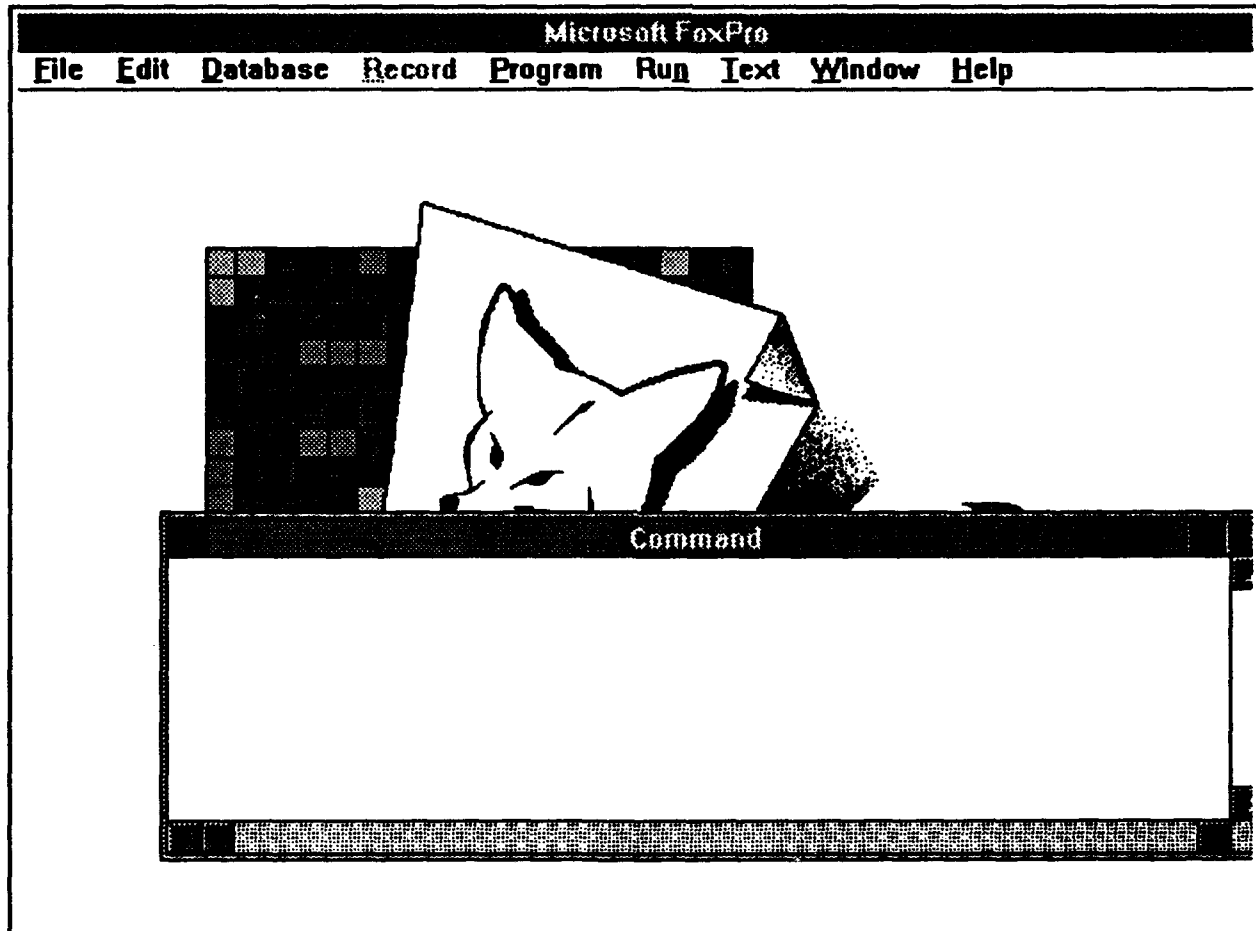 Microsoft FoxPro
File Edit Database Record Program Run Text Window Help
Command